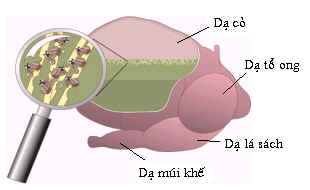 Dạ cỏ
Dạ tổ ong
Dạ lá sách
Dạ múi khế